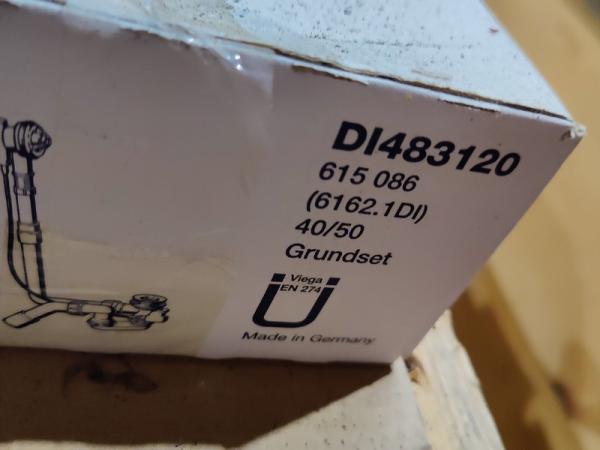 DI483120
615 086
(6162.1DI)
40/50
Grundset
Viega
EN 274
Made in Germany